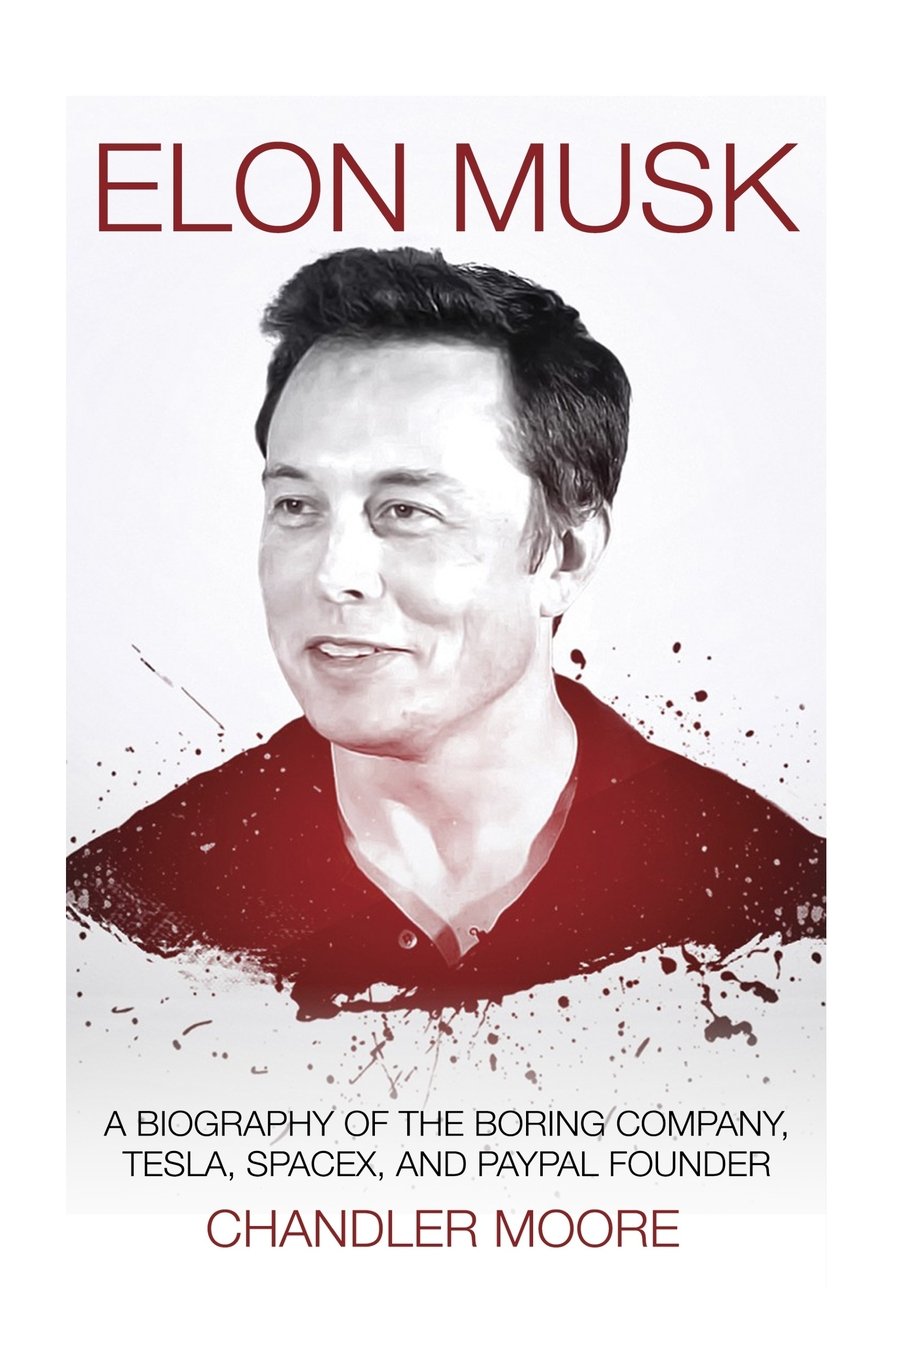 ELON MUSK
A BIOGRAPHY OF THE BORING COMPANY,
TESLA, SPACEX, AND PAYPAL FOUNDER
CHANDLER MOORE